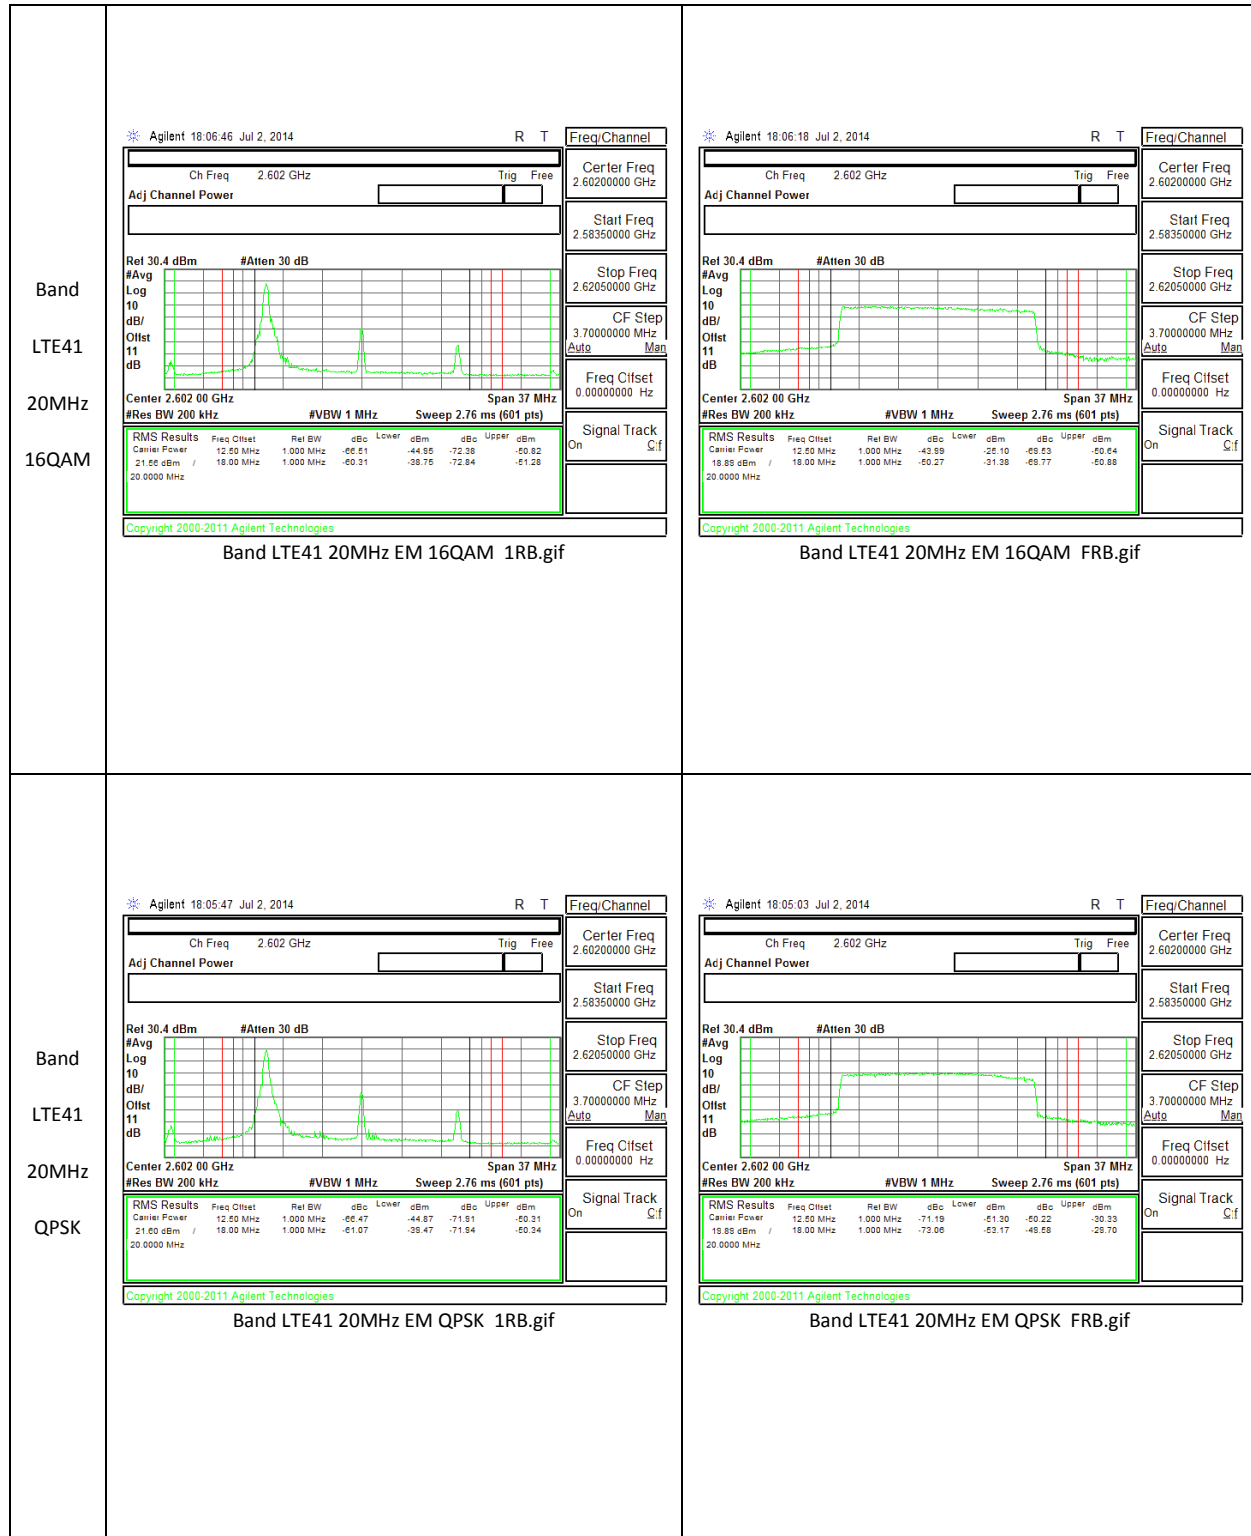 Band
LTE41
20MHz
16QAM
Agilent 18:06:46 Jul 2, 2014 R T
Freq/Channel
Ch Freq 2.602 GHz Trig Free
Adj Channel Power
Center Freq
2.60200000 GHz
Start Freq
2.58350000 GHz
Stop Freq
2.62050000 GHz
CF Step
3.70000000 MHz
Auto Man
Freq Offset
0.00000000 Hz
Signal Track
On Off
Ref 30.4 dBm #Atten 30 dB
#Avg
Log
10
dB/
Offst
11
dB
Center 2.602 00 GHz Span 37 MHz
#Res BW 200 kHz #VBW 1 MHz Sweep 2.76 ms (601 pts)
RMS Results Freq Offset Ref BW dBc Lower dBm dBc Upper dBm
Carrier Power 12.50 MHz 1.000 MHz -66.51 -44.95 -72.38 -50.82
21.56 dBm / 18.00 MHz 1.000 MHz -60.31 -38.75 -72.84 -51.28
20.0000 MHz
Copyright 2000-2011 Agilent Technologies
Band LTE41 20MHz EM 16QAM 1RB.gif
Agilent 18:06:18 Jul 2, 2014 R T
Freq/Channel
Ch Freq 2.602 GHz Trig Free
Adj Channel Power
Center Freq
2.60200000 GHz
Start Freq
2.58350000 GHz
Stop Freq
2.62050000 GHz
CF Step
3.70000000 MHz
Auto Man
Freq Offset
0.00000000 Hz
Signal Track
On Off
Ref 30.4 dBm #Atten 30 dB
#Avg
Log
10
dB/
Offst
11
dB
Center 2.602 00 GHz Span 37 MHz
#Res BW 200 kHz #VBW 1 MHz Sweep 2.76 ms (601 pts)
RMS Results Freq Offset Ref BW dBc Lower dBm dBc Upper dBm
Carrier Power 12.50 MHz 1.000 MHz -43.99 -25.10 -69.53 -50.64
18.89 dBm / 18.00 MHz 1.000 MHz -50.27 -31.38 -69.77 -50.88
20.0000 MHz
Copyright 2000-2011 Agilent Technologies
Band LTE41 20MHz EM 16QAM FRB.gif
Band
LTE41
20MHz
QPSK
Agilent 18:05:47 Jul 2, 2014 R T
Freq/Channel
Ch Freq 2.602 GHz Trig Free
Adj Channel Power
Center Freq
2.60200000 GHz
Start Freq
2.58350000 GHz
Stop Freq
2.62050000 GHz
CF Step
3.70000000 MHz
Auto Man
Freq Offset
0.00000000 Hz
Signal Track
On Off
Ref 30.4 dBm #Atten 30 dB
#Avg
Log
10
dB/
Offst
11
dB
Center 2.602 00 GHz Span 37 MHz
#Res BW 200 kHz #VBW 1 MHz Sweep 2.76 ms (601 pts)
RMS Results Freq Offset Ref BW dBc Lower dBm dBc Upper dBm
Carrier Power 12.50 MHz 1.000 MHz -66.47 -44.87 -71.91 -50.31
21.60 dBm / 18.00 MHz 1.000 MHz -61.07 -39.47 -71.94 -50.34
20.0000 MHz
Copyright 2000-2011 Agilent Technologies
Band LTE41 20MHz EM QPSK 1RB.gif
Agilent 18:05:03 Jul 2, 2014 R T
Freq/Channel
Ch Freq 2.602 GHz Trig Free
Adj Channel Power
Center Freq
2.60200000 GHz
Start Freq
2.58350000 GHz
Stop Freq
2.62050000 GHz
CF Step
3.70000000 MHz
Auto Man
Freq Offset
0.00000000 Hz
Signal Track
On Off
Ref 30.4 dBm #Atten 30 dB
#Avg
Log
10
dB/
Offst
11
dB
Center 2.602 00 GHz Span 37 MHz
#Res BW 200 kHz #VBW 1 MHz Sweep 2.76 ms (601 pts)
RMS Results Freq Offset Ref BW dBc Lower dBm dBc Upper dBm
Carrier Power 12.50 MHz 1.000 MHz -71.19 -51.30 -50.22 -30.33
19.89 dBm / 18.00 MHz 1.000 MHz -73.06 -53.17 -49.58 -29.70
20.0000 MHz
Copyright 2000-2011 Agilent Technologies
Band LTE41 20MHz EM QPSK FRB.gif